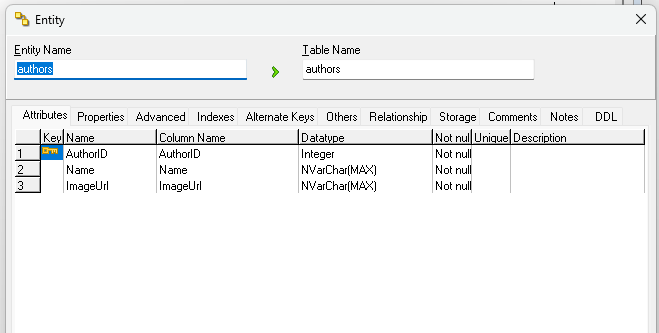 Entity
Entity Name Table Name
authors authors
Attributes Properties Advanced Indexes Alternate Keys Others Relationship Storage Comments Notes DDL
Key Name Column Name Datatype Not null Unique Description
1 AuthorID AuthorID Integer Not null
2 Name Name NVarChar(MAX) Not null
3 ImageUrl ImageUrl NVarChar(MAX) Not null